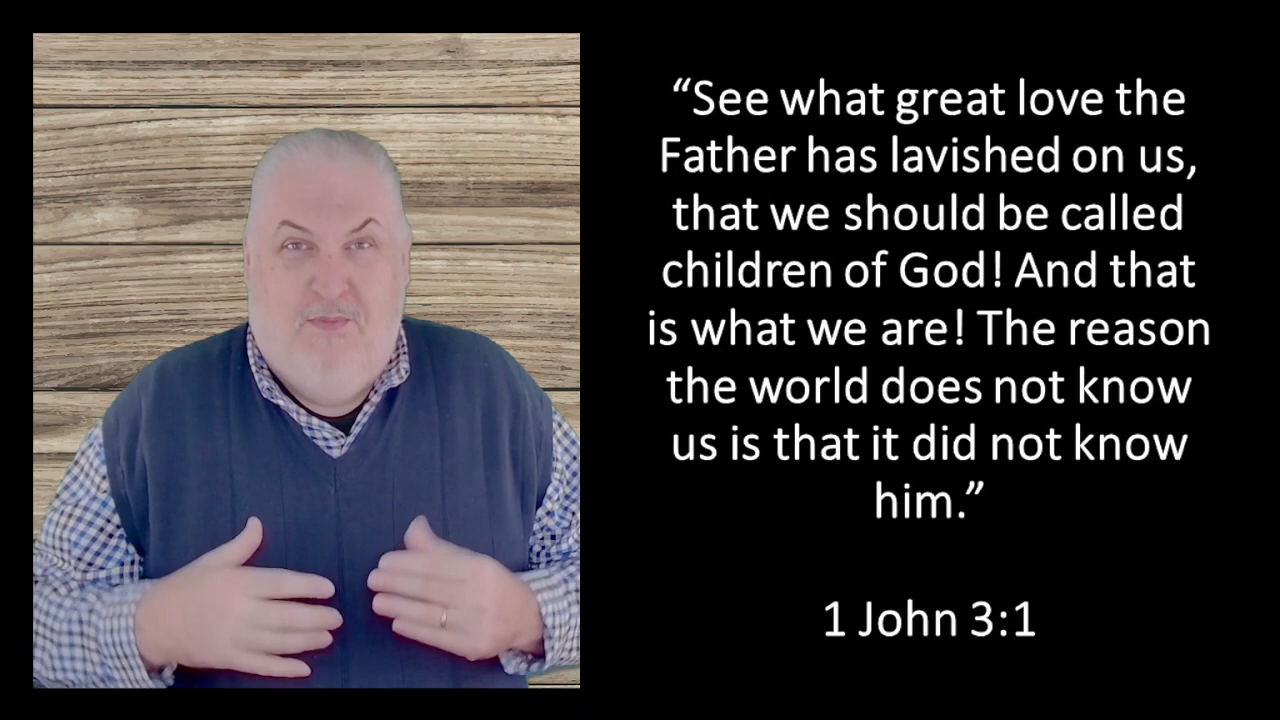 “See what great love the
Father has lavished on us,
that we should be called
children of God! And that
is what we are! The reason
the world does not know
us is that it did not know
him.”
1 John 3:1